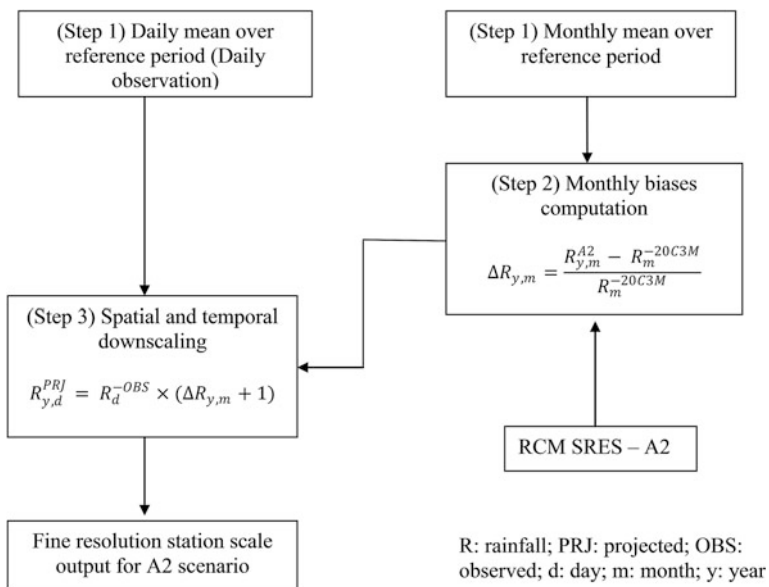 (Step 1) Daily mean over
reference period (Daily
observation)
(Step 1) Monthly mean over
reference period
(Step 2) Monthly biases
computation
ΔR_{y,m} = \frac{R_{y,m}^{A2} − R_m^{-20C3M}}{R_m^{-20C3M}}
(Step 3) Spatial and temporal
downscaling
R_{y,d}^{PRJ} = R_d^{-OBS} × (ΔR_{y,m} + 1)
RCM SRES – A2
Fine resolution station scale
output for A2 scenario
R: rainfall; PRJ: projected; OBS:
observed; d: day; m: month; y: year